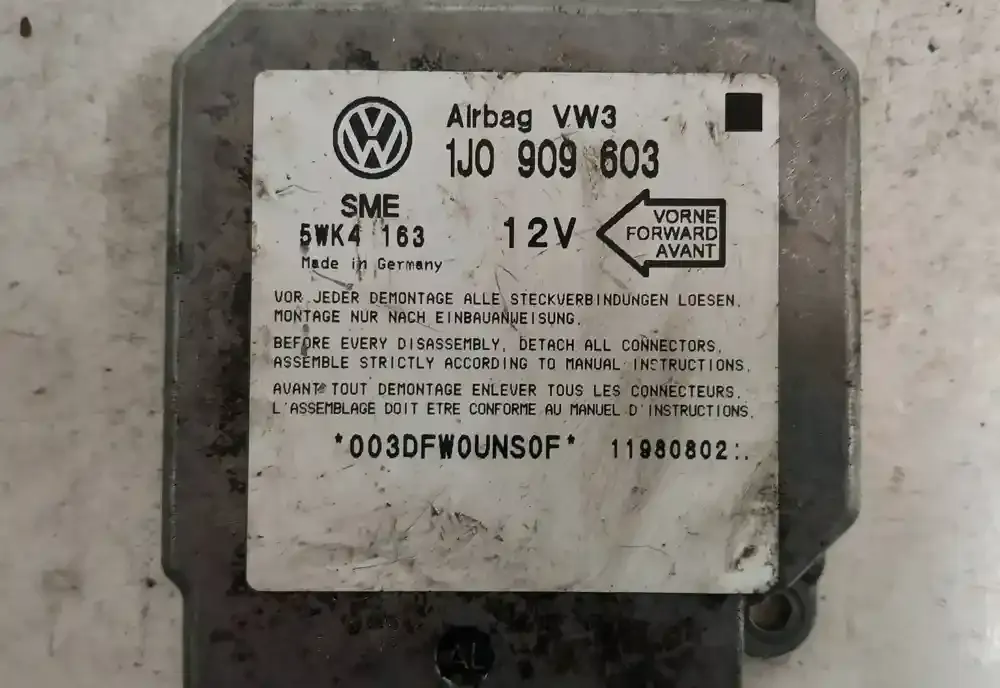 Airbag VW3
1J0 909 603
SME
5WK4 163
Made in Germany
12V
VORNE
FORWARD
AVANT
VOR JEDER DEMONTAGE ALLE STECKVERBINDUNGEN LOESEN.
MONTAGE NUR NACH EINBAUANWEISUNG.
BEFORE EVERY DISASSEMBLY, DETACH ALL CONNECTORS.
ASSEMBLE STRICTLY ACCORDING TO MANUAL INSTRUCTIONS.
AVANT TOUT DEMONTAGE ENLEVER TOUS LES CONNECTEURS.
L'ASSEMBLAGE DOIT ETRE CONFORME AU MANUEL D'INSTRUCTIONS.
*003DFW0UNS0F* 11980802:.
AL